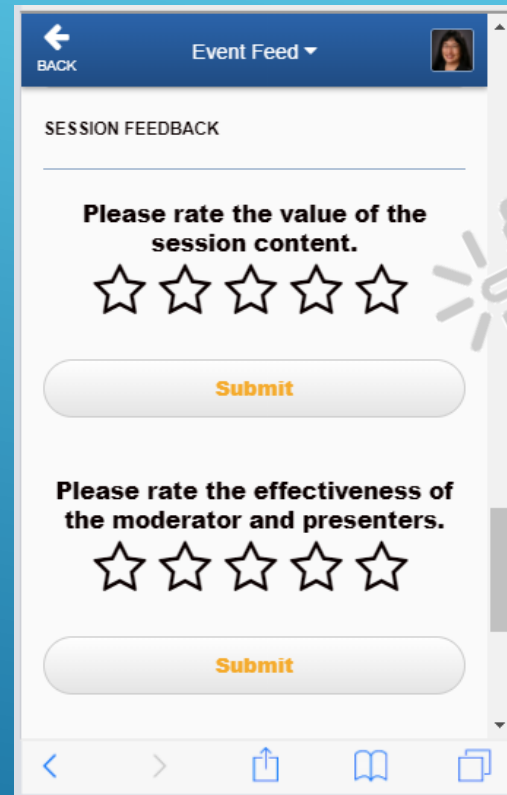 BACK
Event Feed
SESSION FEEDBACK
Please rate the value of the
session content.
Submit
Please rate the effectiveness of
the moderator and presenters.
Submit